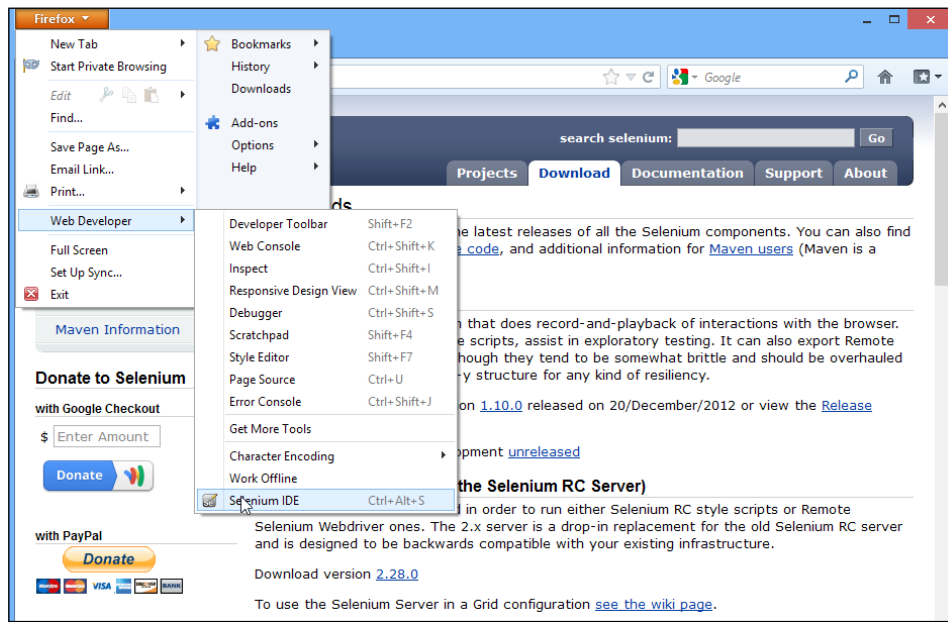 Firefox
New Tab
Start Private Browsing
Edit
Find...
Save Page As...
Email Link...
Print...
Web Developer
Full Screen
Set Up Sync...
Exit
Bookmarks
History
Downloads
Add-ons
Options
Help
Developer Toolbar Shift+F2
Web Console Ctrl+Shift+K
Inspect Ctrl+Shift+I
Responsive Design View Ctrl+Shift+M
Debugger Ctrl+Shift+S
Scratchpad Shift+F4
Style Editor Shift+F7
Page Source Ctrl+U
Error Console Ctrl+Shift+J
Get More Tools
Character Encoding
Work Offline
Selenium IDE Ctrl+Alt+S
Google
search selenium: Go
Projects Download Documentation Support About
ds
e latest releases of all the Selenium components. You can also find
e code, and additional information for Maven users (Maven is a
that does record-and-playback of interactions with the browser.
e scripts, assist in exploratory testing. It can also export Remote
hough they tend to be somewhat brittle and should be overhauled
-y structure for any kind of resiliency.
on 1.10.0 released on 20/December/2012 or view the Release
opment unreleased
the Selenium RC Server)
d in order to run either Selenium RC style scripts or Remote
Selenium Webdriver ones. The 2.x server is a drop-in replacement for the old Selenium RC server
and is designed to be backwards compatible with your existing infrastructure.
Download version 2.28.0
To use the Selenium Server in a Grid configuration see the wiki page.
Maven Information
Donate to Selenium
with Google Checkout
$ Enter Amount
Donate
with PayPal
Donate
VISA
BANK